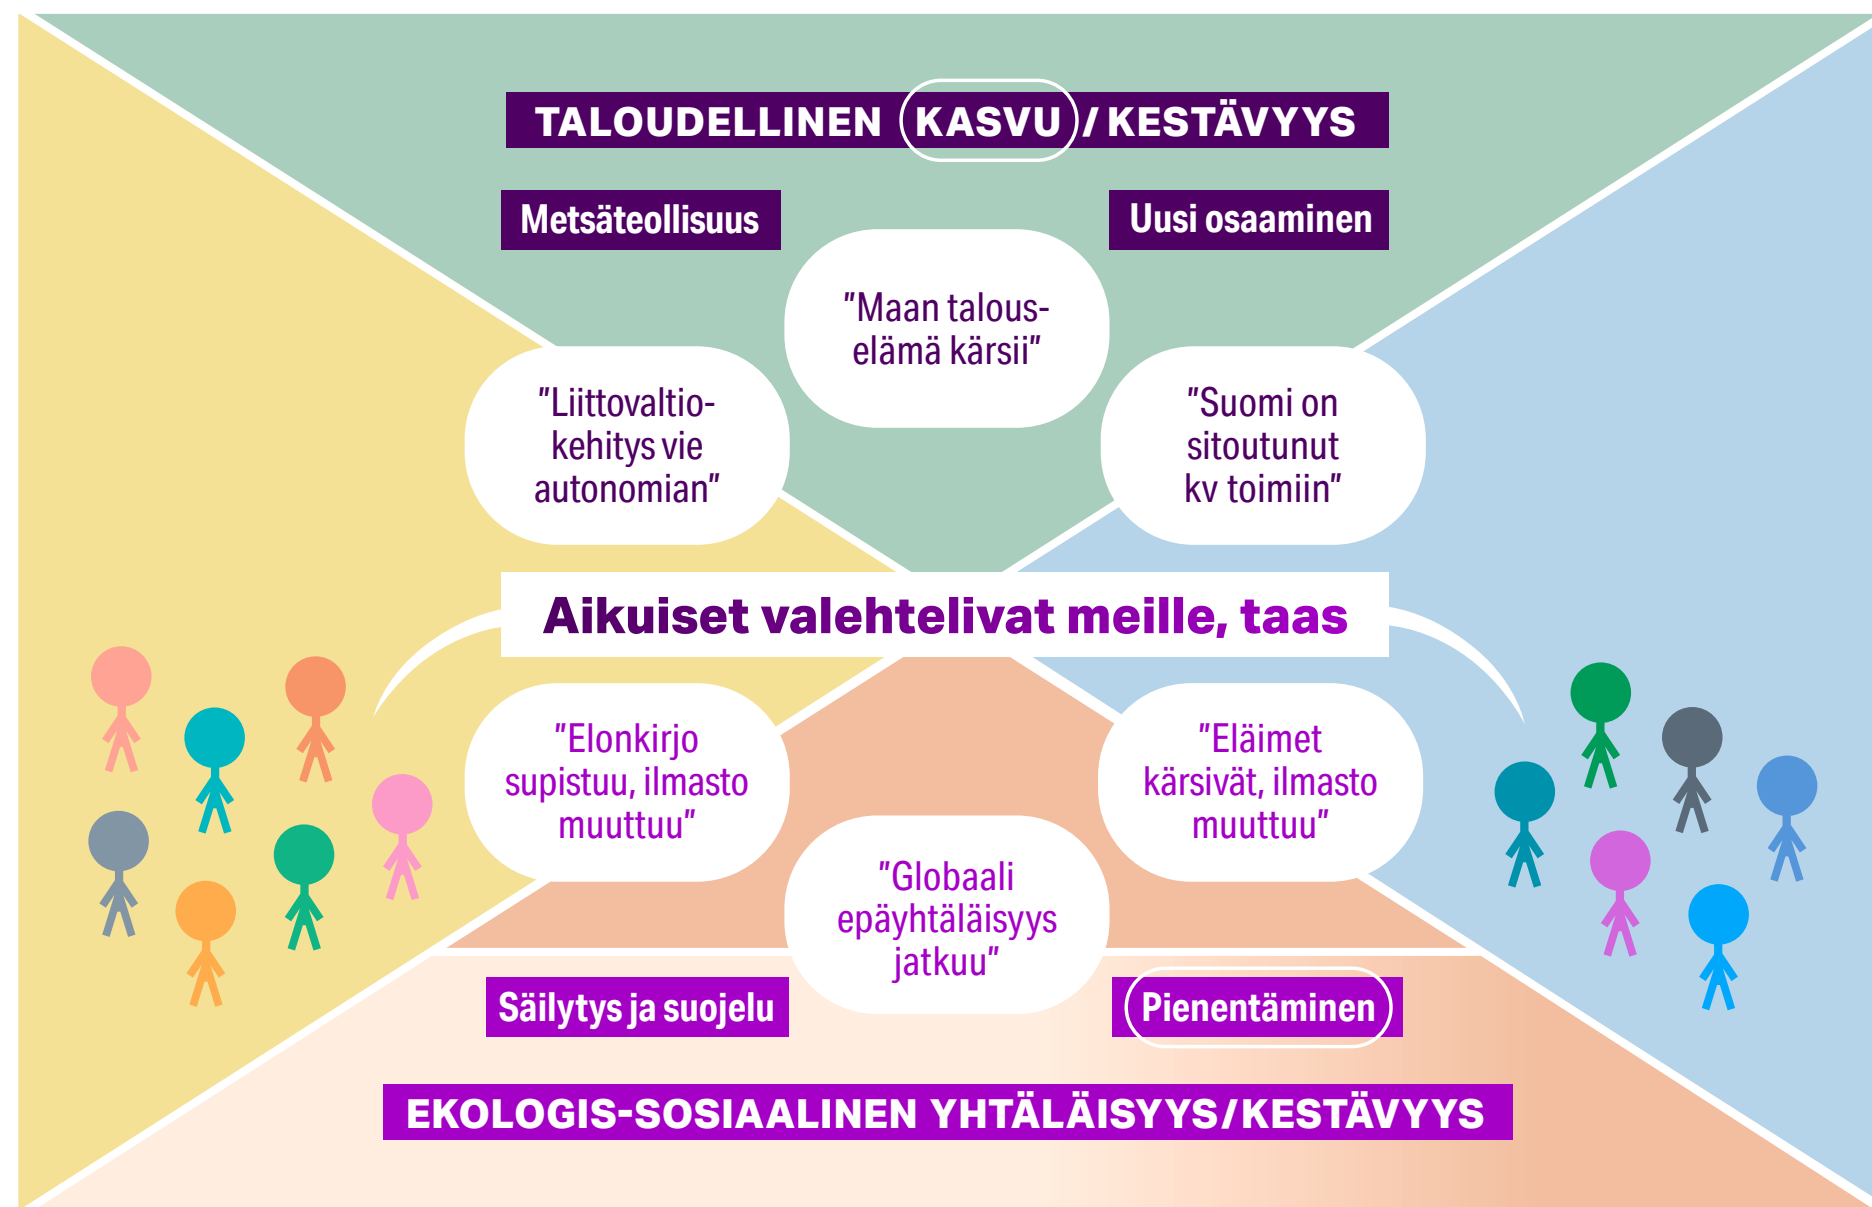 TALOUDELLINEN KASVU/KESTÄVYYS
Metsäteollisuus
Uusi osaaminen
”Maan talous-
elämä kärsii”
”Liittovaltio-
kehitys vie
autonomian”
”Suomi on
sitoutunut
kv toimiin”
Aikuiset valehtelivat meille, taas
”Elonkirjo
supistuu, ilmasto
muuttuu”
”Eläimet
kärsivät, ilmasto
muuttuu”
”Globaali
epäyhtäläisyys
jatkuu”
Säilytys ja suojelu
Pienentäminen
EKOLOGIS-SOSIAALINEN YHTÄLÄISYYS/KESTÄVYYS